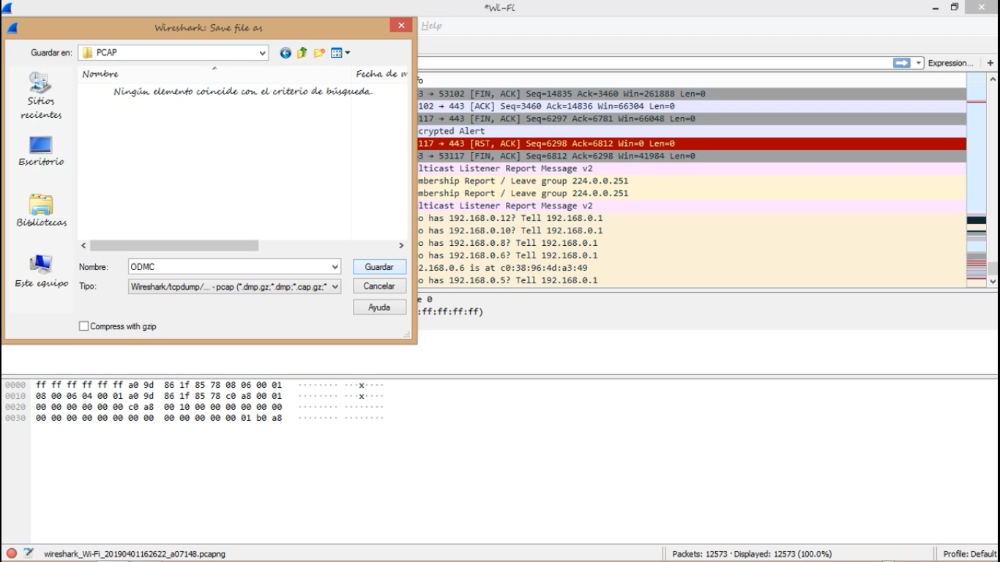 *Wi-Fi
Wireshark: Save file as
Help
Guardar en: PCAP
Expression... +
Nombre Fecha de m
Ningún elemento coincide con el criterio de búsqueda.
Sitios
recientes
Escritorio
Bibliotecas
Este equipo
Nombre: ODMC Guardar
Tipo: Wireshark/tcpdump/... - pcap (*.dmp.gz;*.dmp;*.cap.gz;* Cancelar
Ayuda
Compress with gzip
fo
3 → 53102 [FIN, ACK] Seq=14835 Ack=3460 Win=261888 Len=0
102 → 443 [ACK] Seq=3460 Ack=14836 Win=66304 Len=0
117 → 443 [FIN, ACK] Seq=6297 Ack=6781 Win=66048 Len=0
crypted Alert
117 → 443 [RST, ACK] Seq=6298 Ack=6812 Win=0 Len=0
3 → 53117 [FIN, ACK] Seq=6812 Ack=6298 Win=41984 Len=0
lticast Listener Report Message v2
mbership Report / Leave group 224.0.0.251
mbership Report / Leave group 224.0.0.251
lticast Listener Report Message v2
o has 192.168.0.12? Tell 192.168.0.1
o has 192.168.0.10? Tell 192.168.0.1
o has 192.168.0.8? Tell 192.168.0.1
o has 192.168.0.6? Tell 192.168.0.1
2.168.0.6 is at c0:38:96:4d:a3:49
o has 192.168.0.5? Tell 192.168.0.1
e 0
:ff:ff:ff:ff)
0000 ff ff ff ff ff ff a0 9d 86 1f 85 78 08 06 00 01 ········ ···x····
0010 08 00 06 04 00 01 a0 9d 86 1f 85 78 c0 a8 00 01 ········ ···x····
0020 00 00 00 00 00 00 c0 a8 00 10 00 00 00 00 00 00 ········ ········
0030 00 00 00 00 00 00 00 00 00 00 00 00 00 01 b0 a8 ········ ········
wireshark_Wi-Fi_20190401162622_a07148.pcapng Packets: 12573 · Displayed: 12573 (100.0%) Profile: Default